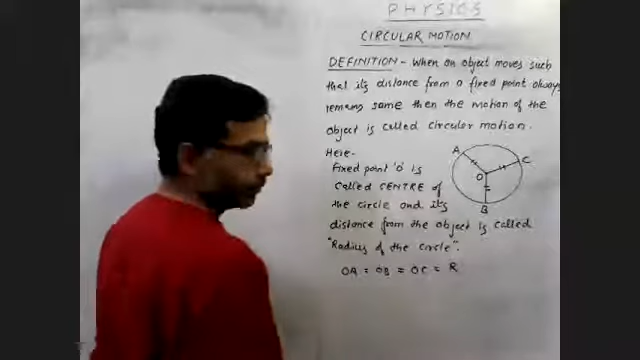 PHYSICS
CIRCULAR MOTION
DEFINITION - When an object moves such
that it's distance from a fixed point always
remains same then the motion of the
object is called circular motion.
Here-
Fixed point 'O' is
called CENTRE of
the circle and it's
distance from the object is called
"Radius of the circle".
OA = OB = OC = R
A
C
O
B